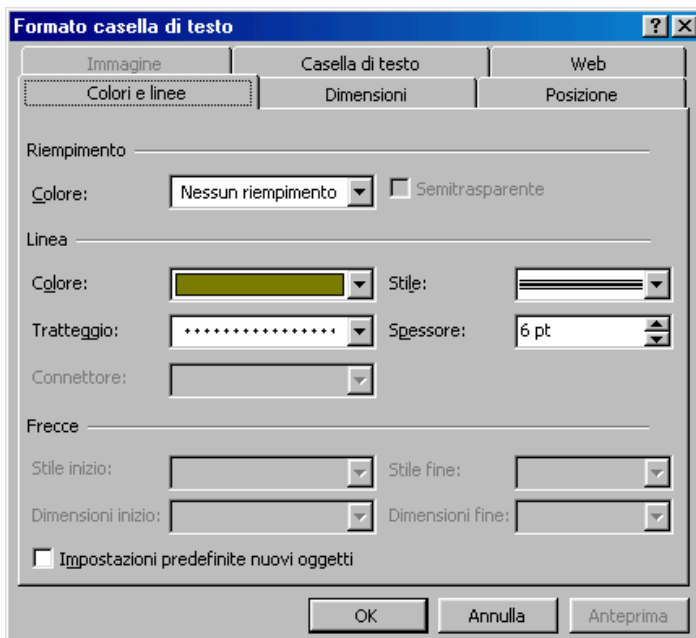 Formato casella di testo
Immagine Casella di testo Web
Colori e linee Dimensioni Posizione
Riempimento
Colore: Nessun riempimento Semitrasparente
Linea
Colore: Stile:
Tratteggio: Spessore: 6 pt
Connettore:
Frecce
Stile inizio: Stile fine:
Dimensioni inizio: Dimensioni fine:
Impostazioni predefinite nuovi oggetti
OK Annulla Anteprima